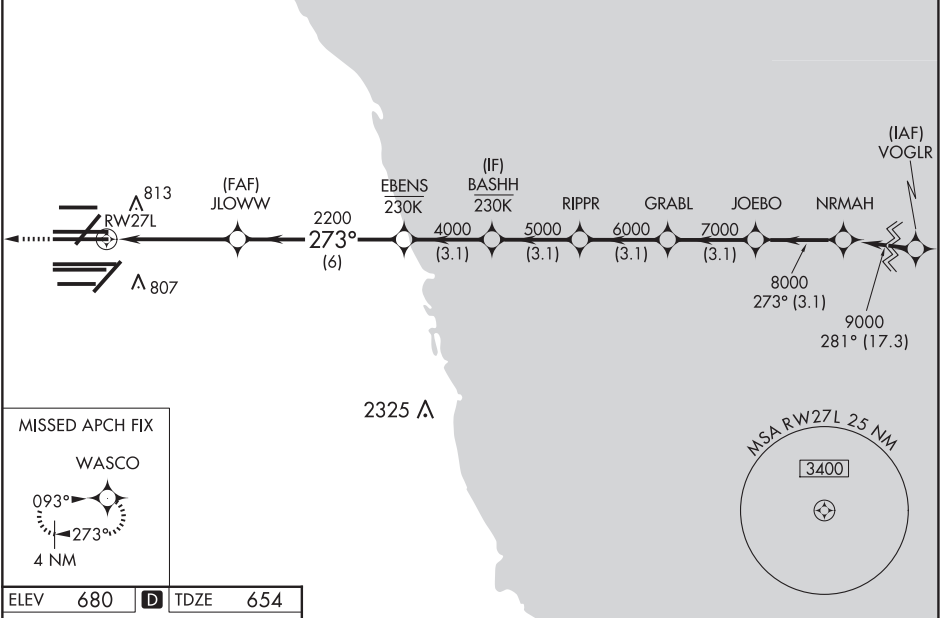 (IAF)
VOGLR
(IF)
BASHH
230K
(FAF)
JLOWW
EBENS
230K
RIPPR
GRABL
JOEBO
NRMAH
813
RW27L
2200
273°
(6)
4000
(3.1)
5000
(3.1)
6000
(3.1)
7000
(3.1)
8000
273° (3.1)
9000
281° (17.3)
807
2325
MISSED APCH FIX
WASCO
093°
273°
4 NM
MSA RW27L 25 NM
3400
ELEV 680 D TDZE 654